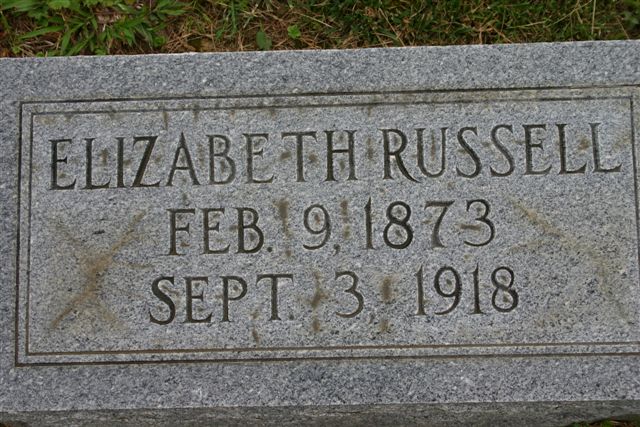 ELIZABETH RUSSELL
FEB. 9, 1873
SEPT. 3, 1918